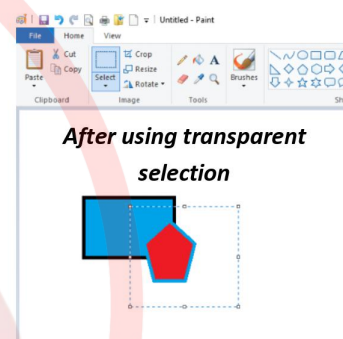 Untitled - Paint
File Home View
Paste
Cut
Copy
Clipboard
Select
Crop
Resize
Rotate
Image
A
Tools
Brushes
Sh
After using transparent
selection